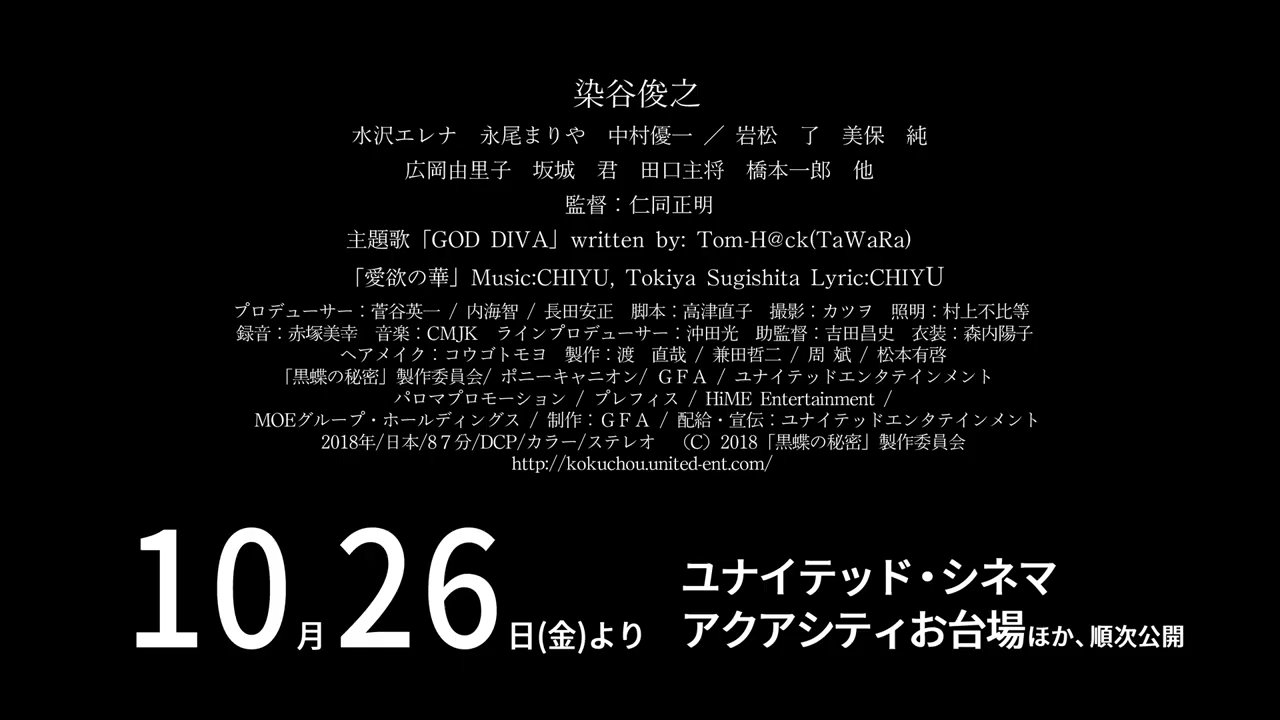 染谷俊之
水沢エレナ　永尾まりや　中村優一 ／ 岩松　了　美保　純
広岡由里子　坂城　君　田口主将　橋本一郎　他
監督：仁同正明
主題歌「GOD DIVA」written by: Tom-H@ck(TaWaRa)
「愛欲の華」Music:CHIYU, Tokiya Sugishita Lyric:CHIYU
プロデューサー：菅谷英一 / 内海智 / 長田安正　脚本：高津直子　撮影：カツヲ　照明：村上不比等
録音：赤塚美幸　音楽：CMJK　ラインプロデューサー：沖田光　助監督：吉田昌史　衣装：森内陽子
ヘアメイク：コウゴトモヨ　製作：渡　直哉 / 兼田哲二 / 周 斌 / 松本有啓
「黒蝶の秘密」製作委員会/ ポニーキャニオン/ ＧＦＡ / ユナイテッドエンタテインメント
パロマプロモーション / プレフィス / HiME Entertainment /
MOEグループ・ホールディングス / 制作：ＧＦＡ / 配給・宣伝：ユナイテッドエンタテインメント
2018年/日本/8７分/DCP/カラー/ステレオ　（C）2018「黒蝶の秘密」製作委員会
http://kokuchou.united-ent.com/
10月26日(金)より
ユナイテッド・シネマ
アクアシティお台場ほか、順次公開